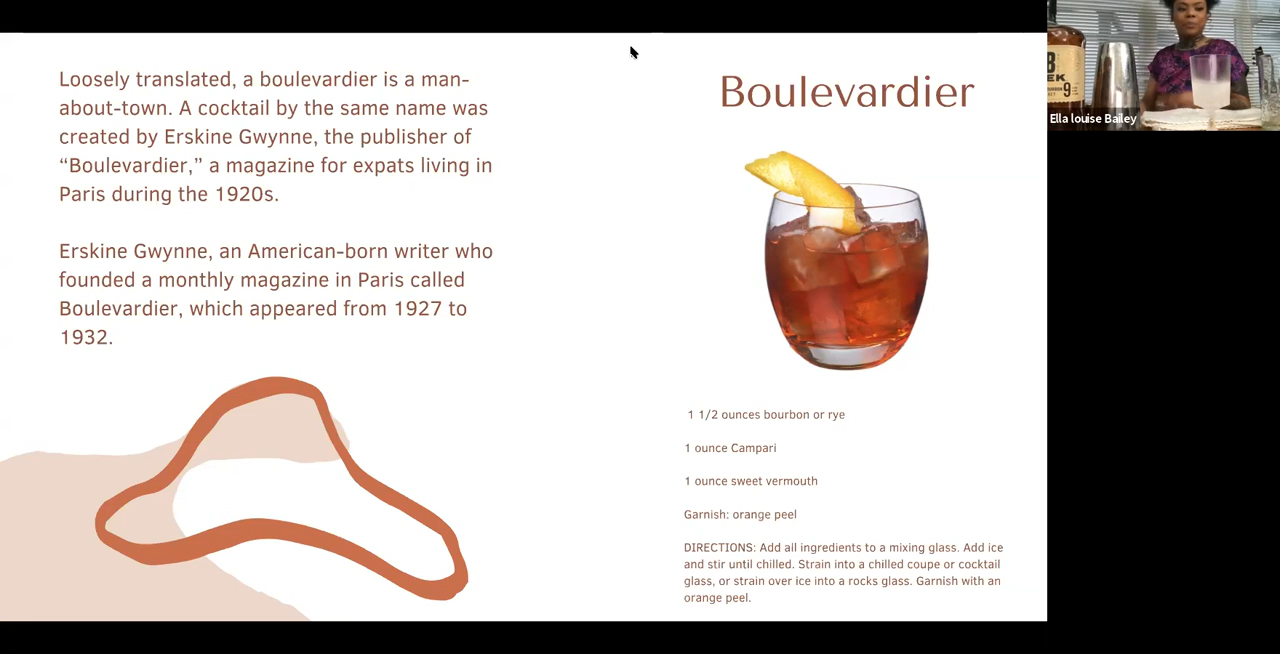 Loosely translated, a boulevardier is a man-
about-town. A cocktail by the same name was
created by Erskine Gwynne, the publisher of
“Boulevardier,” a magazine for expats living in
Paris during the 1920s.
Erskine Gwynne, an American-born writer who
founded a monthly magazine in Paris called
Boulevardier, which appeared from 1927 to
1932.
Boulevardier
1 1/2 ounces bourbon or rye
1 ounce Campari
1 ounce sweet vermouth
Garnish: orange peel
DIRECTIONS: Add all ingredients to a mixing glass. Add ice
and stir until chilled. Strain into a chilled coupe or cocktail
glass, or strain over ice into a rocks glass. Garnish with an
orange peel.
Ella louise Bailey